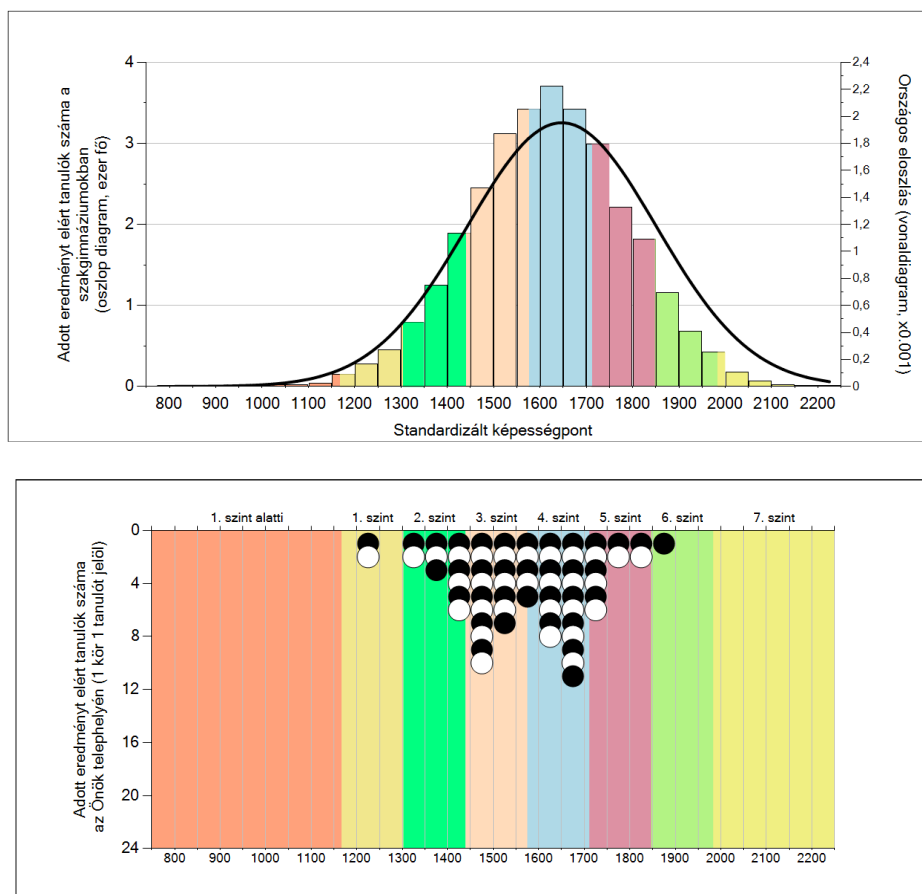 Adott eredményt elért tanulók száma a
szakgimnáziumokban
(oszlop diagram, ezer fő)
4
3
2
1
0
2,4
2,2
2
1,8
1,6
1,4
1,2
1
0,8
0,6
0,4
0,2
0
Országos eloszlás (vonaldiagram, x0.001)
800 900 1000 1100 1200 1300 1400 1500 1600 1700 1800 1900 2000 2100 2200
Standardizált képességpont
Adott eredményt elért tanulók száma
az Önök telephelyén (1 kör 1 tanulót jelöl)
1. szint alatti 1. szint 2. szint 3. szint 4. szint 5. szint 6. szint 7. szint
0
4
8
12
16
20
24
800 900 1000 1100 1200 1300 1400 1500 1600 1700 1800 1900 2000 2100 2200